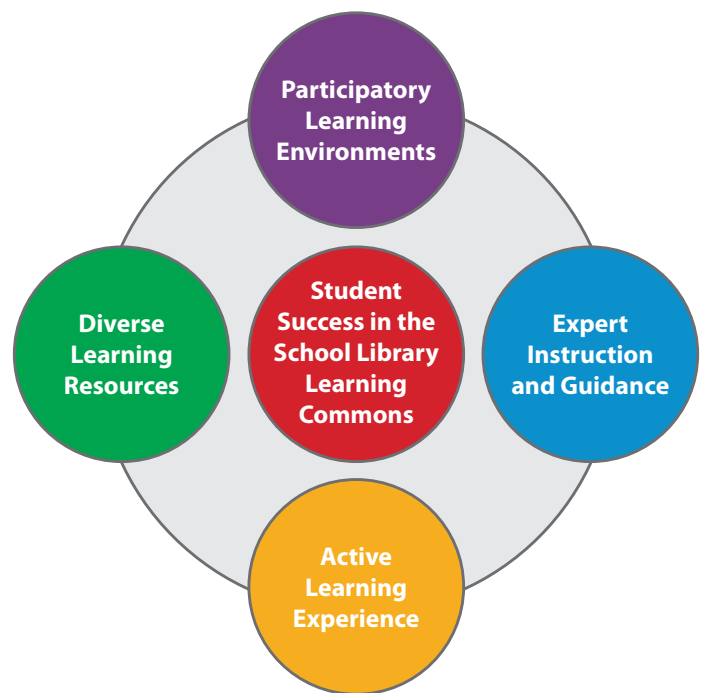 Participatory
Learning
Environments
Diverse
Learning
Resources
Student
Success in the
School Library
Learning
Commons
Expert
Instruction
and Guidance
Active
Learning
Experience